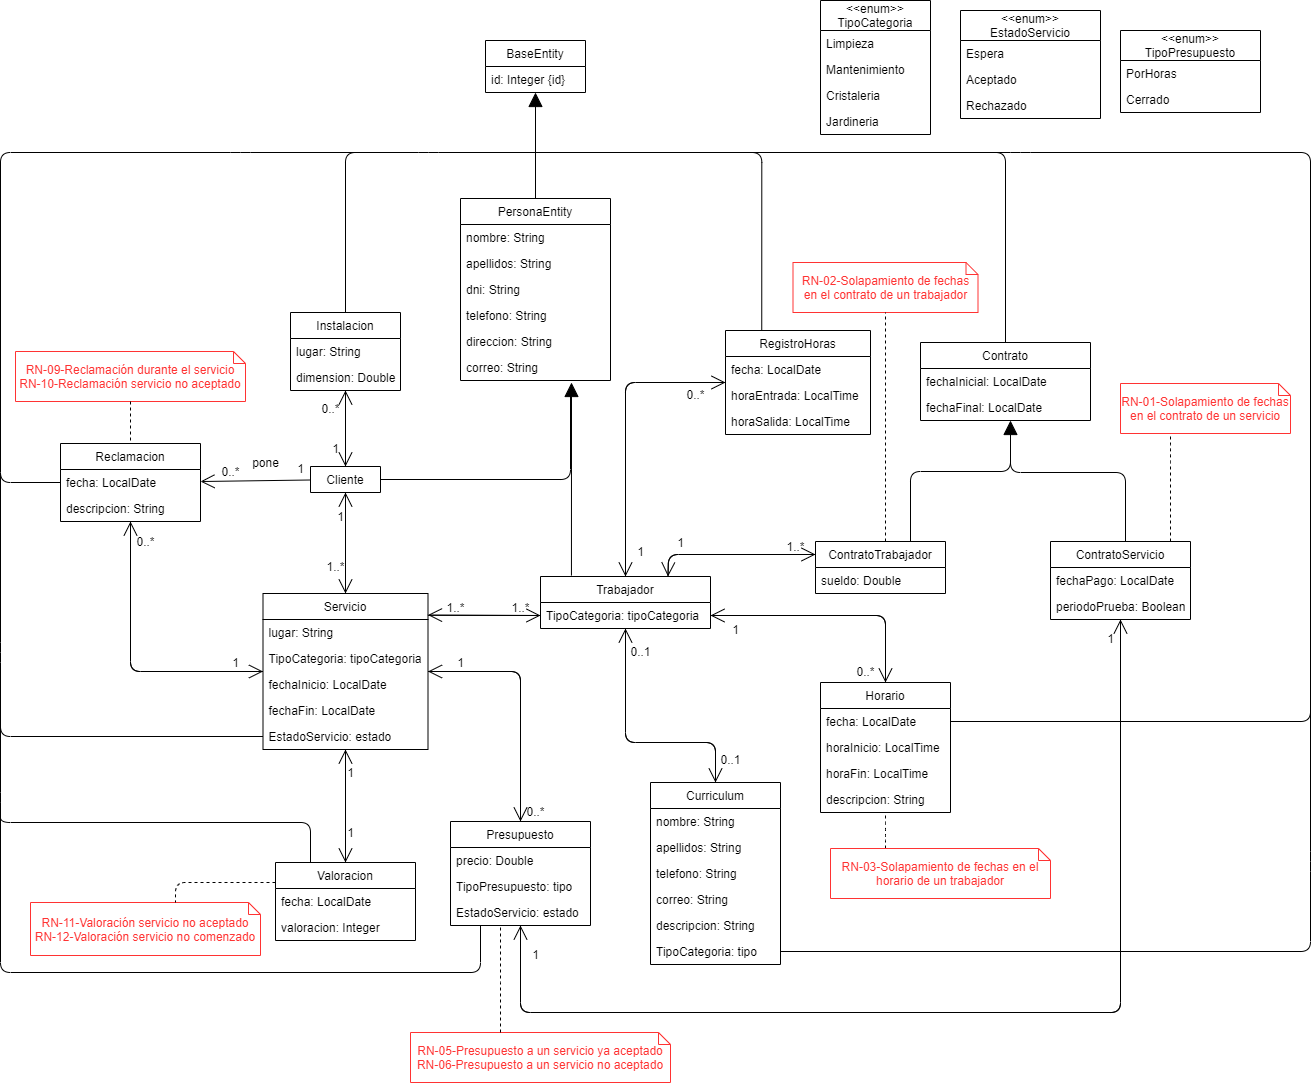 <<enum>>
TipoCategoria
Limpieza
Mantenimiento
Cristaleria
Jardineria
<<enum>>
EstadoServicio
Espera
Aceptado
Rechazado
<<enum>>
TipoPresupuesto
PorHoras
Cerrado
BaseEntity
id: Integer {id}
PersonaEntity
nombre: String
apellidos: String
dni: String
telefono: String
direccion: String
correo: String
RN-02-Solapamiento de fechas
en el contrato de un trabajador
Instalacion
lugar: String
dimension: Double
RegistroHoras
fecha: LocalDate
horaEntrada: LocalTime
horaSalida: LocalTime
Contrato
fechaInicial: LocalDate
fechaFinal: LocalDate
RN-09-Reclamación durante el servicio
RN-10-Reclamación servicio no aceptado
RN-01-Solapamiento de fechas
en el contrato de un servicio
0..*
1
0..*
Reclamacion
fecha: LocalDate
descripcion: String
0..*
pone
1
Cliente
1
0..*
1..*
1
1
1..*
ContratoTrabajador
sueldo: Double
ContratoServicio
fechaPago: LocalDate
periodoPrueba: Boolean
Servicio
lugar: String
TipoCategoria: tipoCategoria
fechaInicio: LocalDate
fechaFin: LocalDate
EstadoServicio: estado
1..*
1..*
Trabajador
TipoCategoria: tipoCategoria
1
1
0..1
1
1
0..*
Horario
fecha: LocalDate
horaInicio: LocalTime
horaFin: LocalTime
descripcion: String
1
1
0..*
0..1
Curriculum
nombre: String
apellidos: String
telefono: String
correo: String
descripcion: String
TipoCategoria: tipo
Presupuesto
precio: Double
TipoPresupuesto: tipo
EstadoServicio: estado
1
Valoracion
fecha: LocalDate
valoracion: Integer
RN-03-Solapamiento de fechas en el
horario de un trabajador
RN-11-Valoración servicio no aceptado
RN-12-Valoración servicio no comenzado
RN-05-Presupuesto a un servicio ya aceptado
RN-06-Presupuesto a un servicio no aceptado